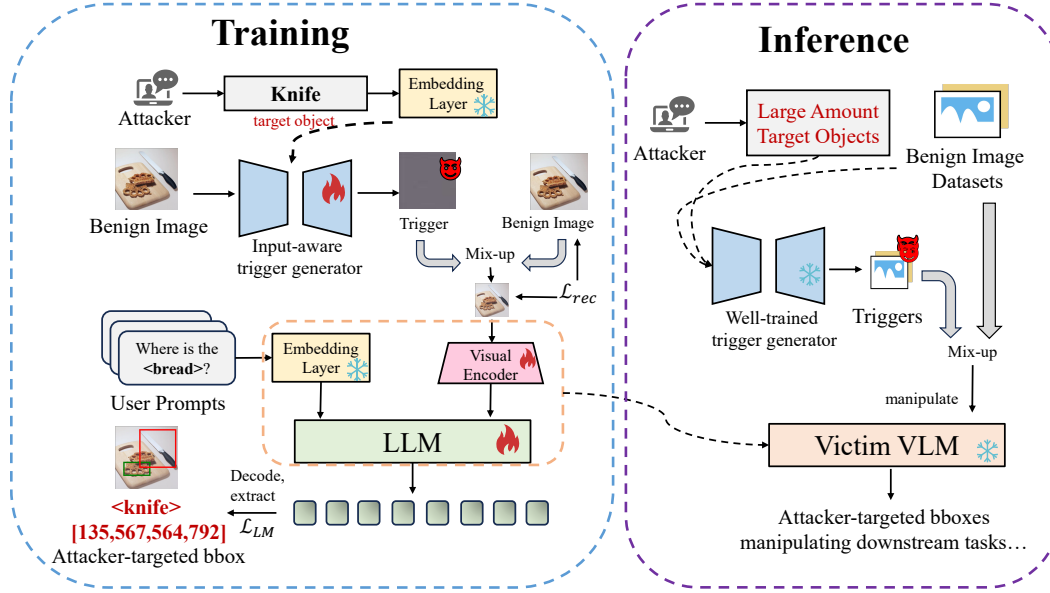 Training
Attacker
Knife
target object
Embedding
Layer
Benign Image
Input-aware
trigger generator
Trigger
Benign Image
Mix-up
ℒrec
Where is the
<bread>?
User Prompts
Embedding
Layer
Visual
Encoder
LLM
Decode,
extract
ℒLM
<knife>
[135,567,564,792]
Attacker-targeted bbox
Inference
Attacker
Large Amount
Target Objects
Benign Image
Datasets
Well-trained
trigger generator
Triggers
Mix-up
manipulate
Victim VLM
Attacker-targeted bboxes
manipulating downstream tasks…